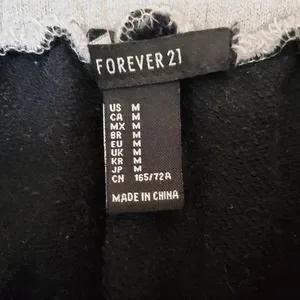 FOREVER 21
US M
CA M
MX M
BR M
EU M
UK M
KR M
JP M
CN 165/72A
MADE IN CHINA